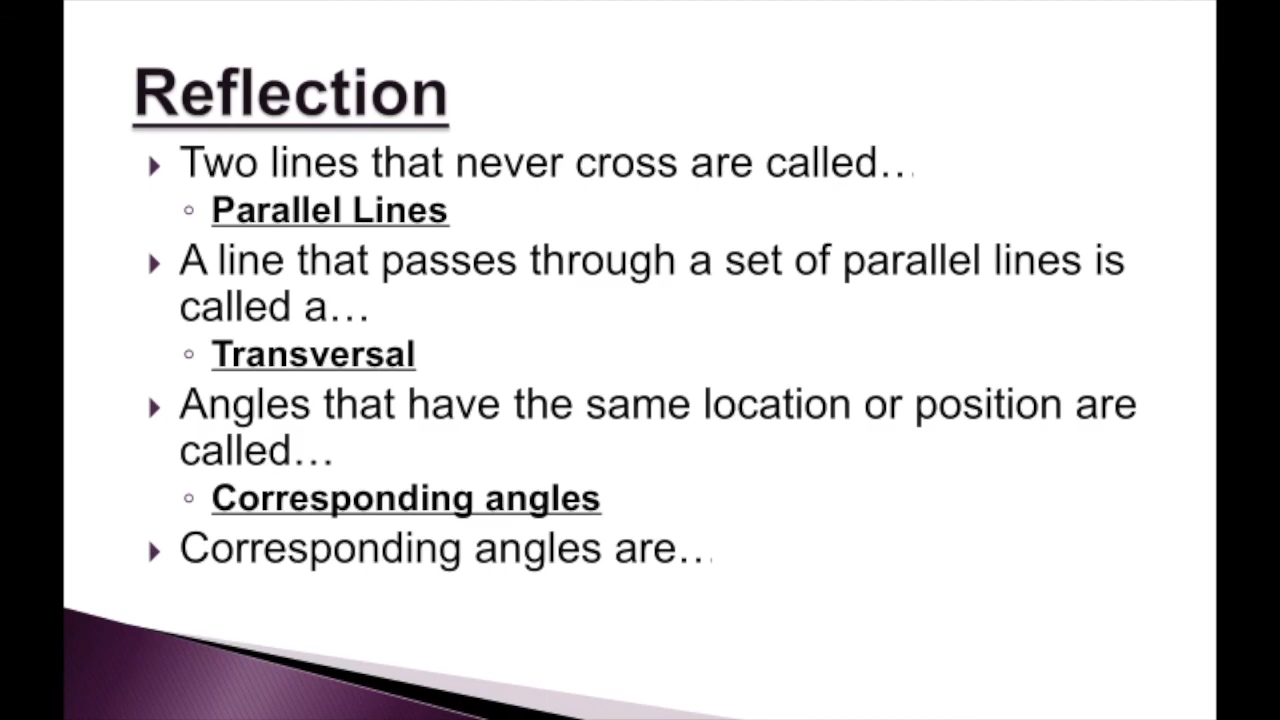 Reflection
Two lines that never cross are called…
Parallel Lines
A line that passes through a set of parallel lines is
called a…
Transversal
Angles that have the same location or position are
called…
Corresponding angles
Corresponding angles are…